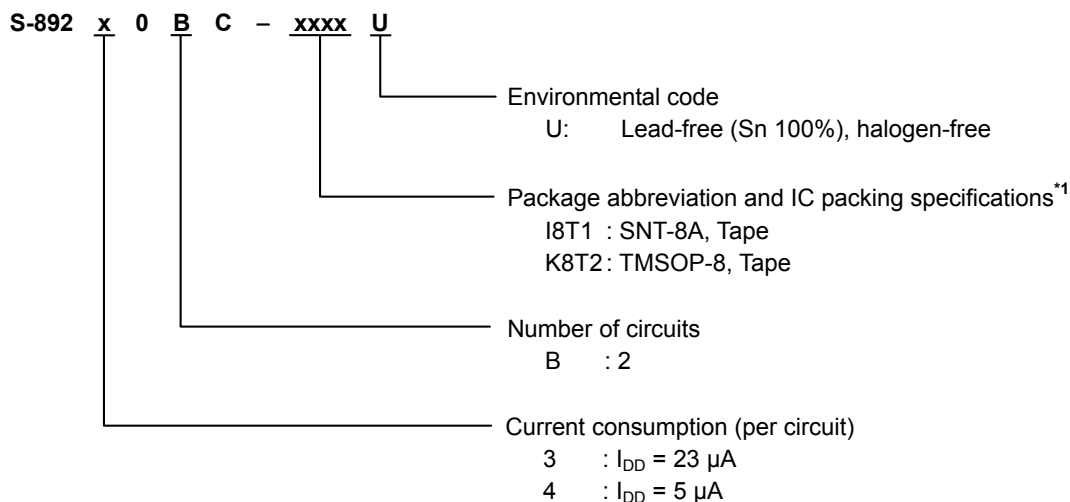 S-892 x 0 B C – xxxx U
Environmental code
U: Lead-free (Sn 100%), halogen-free
Package abbreviation and IC packing specifications*1
I8T1 : SNT-8A, Tape
K8T2 : TMSOP-8, Tape
Number of circuits
B : 2
Current consumption (per circuit)
3 : IDD = 23 μA
4 : IDD = 5 μA